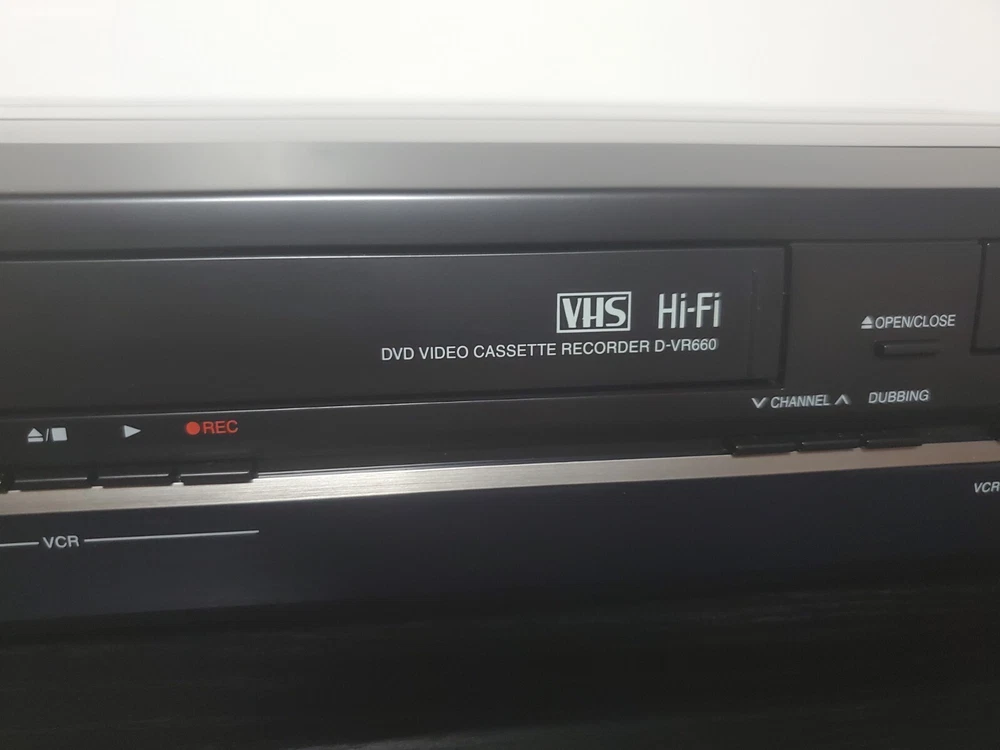 VHS Hi-Fi
DVD VIDEO CASSETTE RECORDER D-VR660
OPEN/CLOSE
CHANNEL DUBBING
REC
VCR
VCR